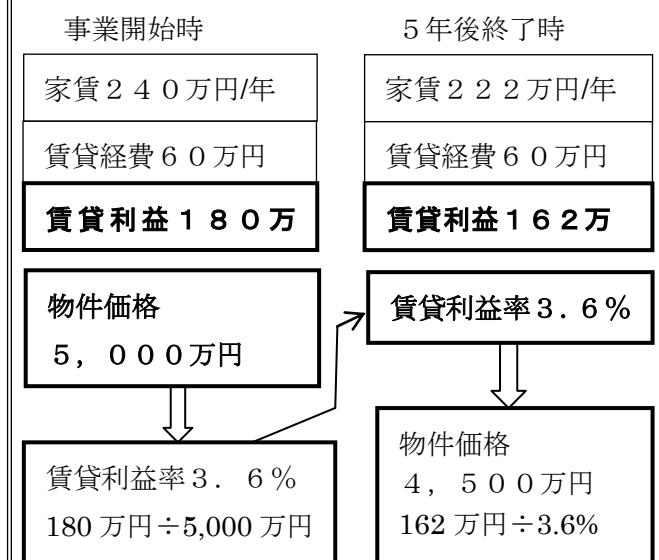 事業開始時
家賃２４０万円/年
賃貸経費６０万円
賃貸利益１８０万
物件価格
５，０００万円
賃貸利益率３．６％
180 万円÷5,000 万円
５年後終了時
家賃２２２万円/年
賃貸経費６０万円
賃貸利益１６２万
賃貸利益率３．６％
物件価格
４，５００万円
162 万円÷3.6%